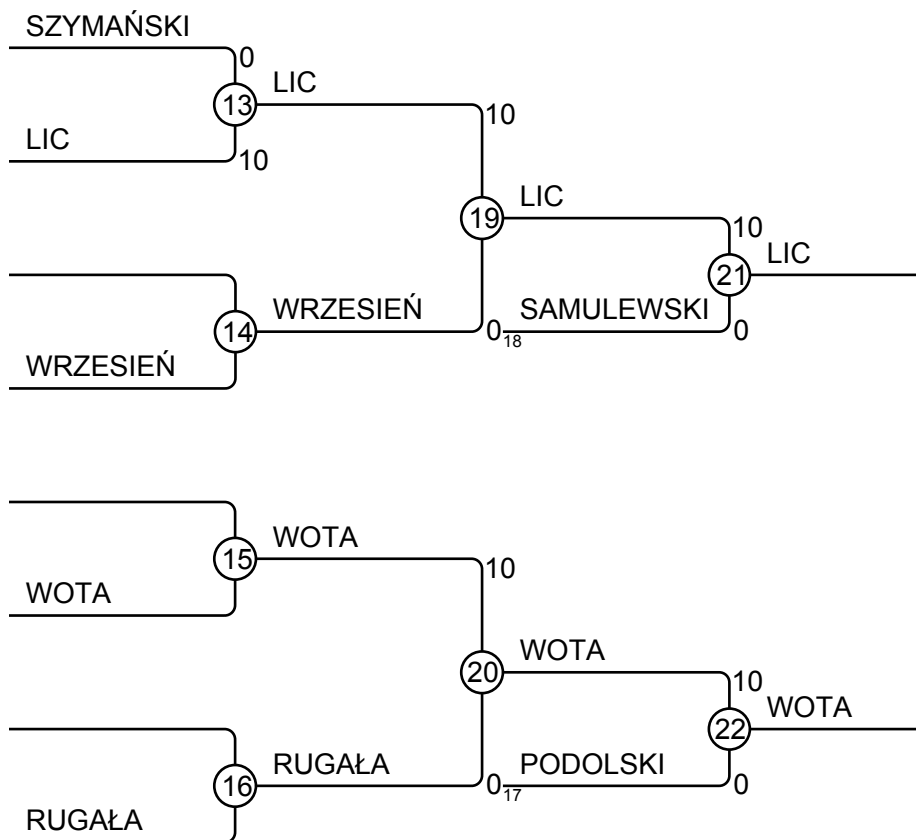 SZYMAŃSKI
0
13
LIC
10
LIC
10
19
LIC
10
21
LIC
14
WRZESIEŃ
0
18
SAMULEWSKI
0
WRZESIEŃ
15
WOTA
10
WOTA
20
WOTA
10
22
WOTA
16
RUGAŁA
0
17
PODOLSKI
0
RUGAŁA